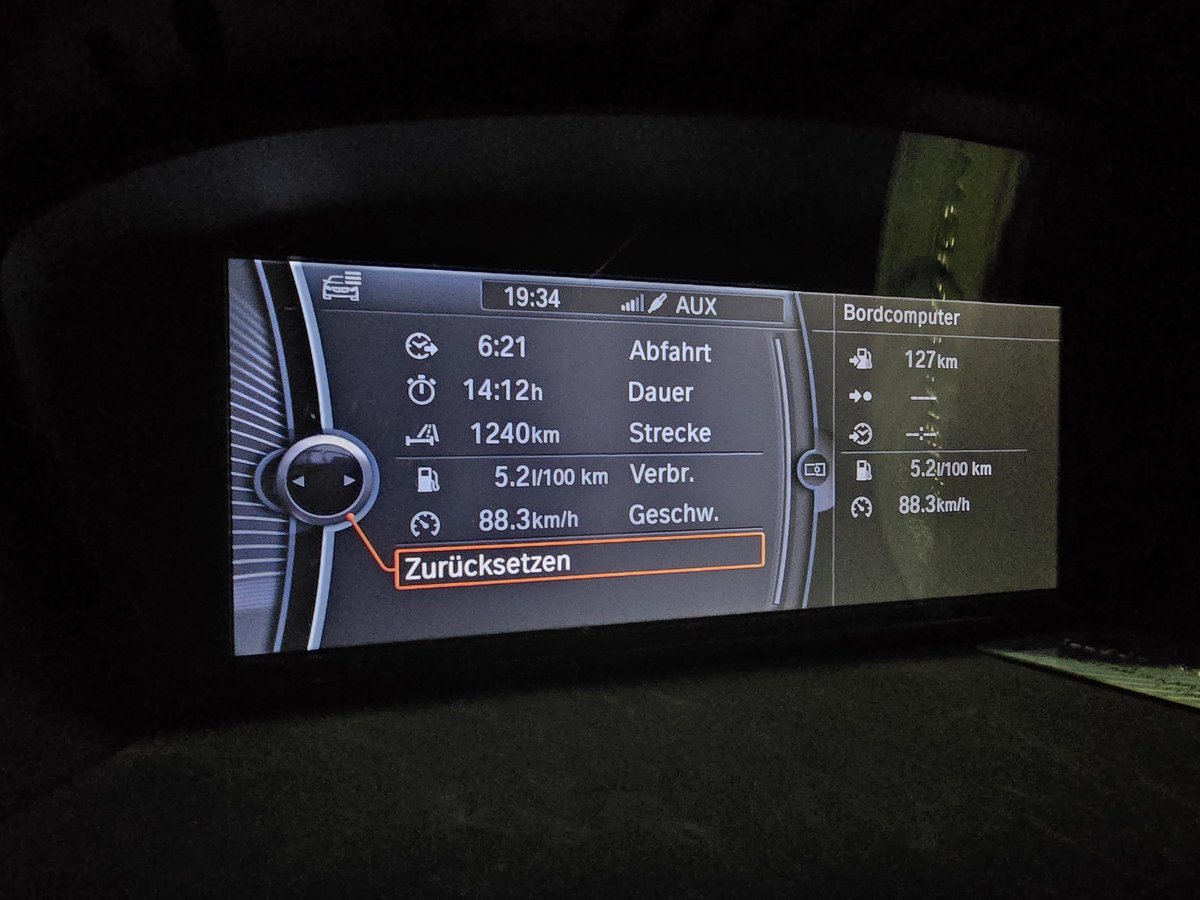 19:34 AUX
6:21 Abfahrt
14:12h Dauer
1240km Strecke
5.2l/100 km Verbr.
88.3km/h Geschw.
Zurücksetzen
Bordcomputer
127km
---
--:--
5.2l/100 km
88.3km/h